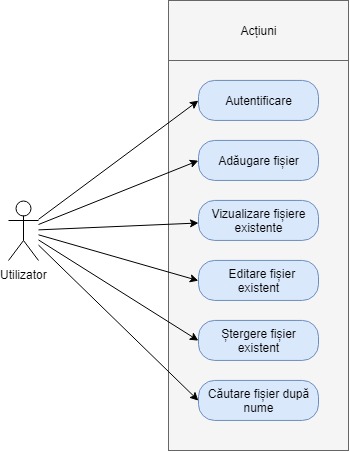 Acțiuni
Autentificare
Adăugare fișier
Vizualizare fișiere
existente
Utilizator
Editare fișier
existent
Ștergere fișier
existent
Căutare fișier după
nume